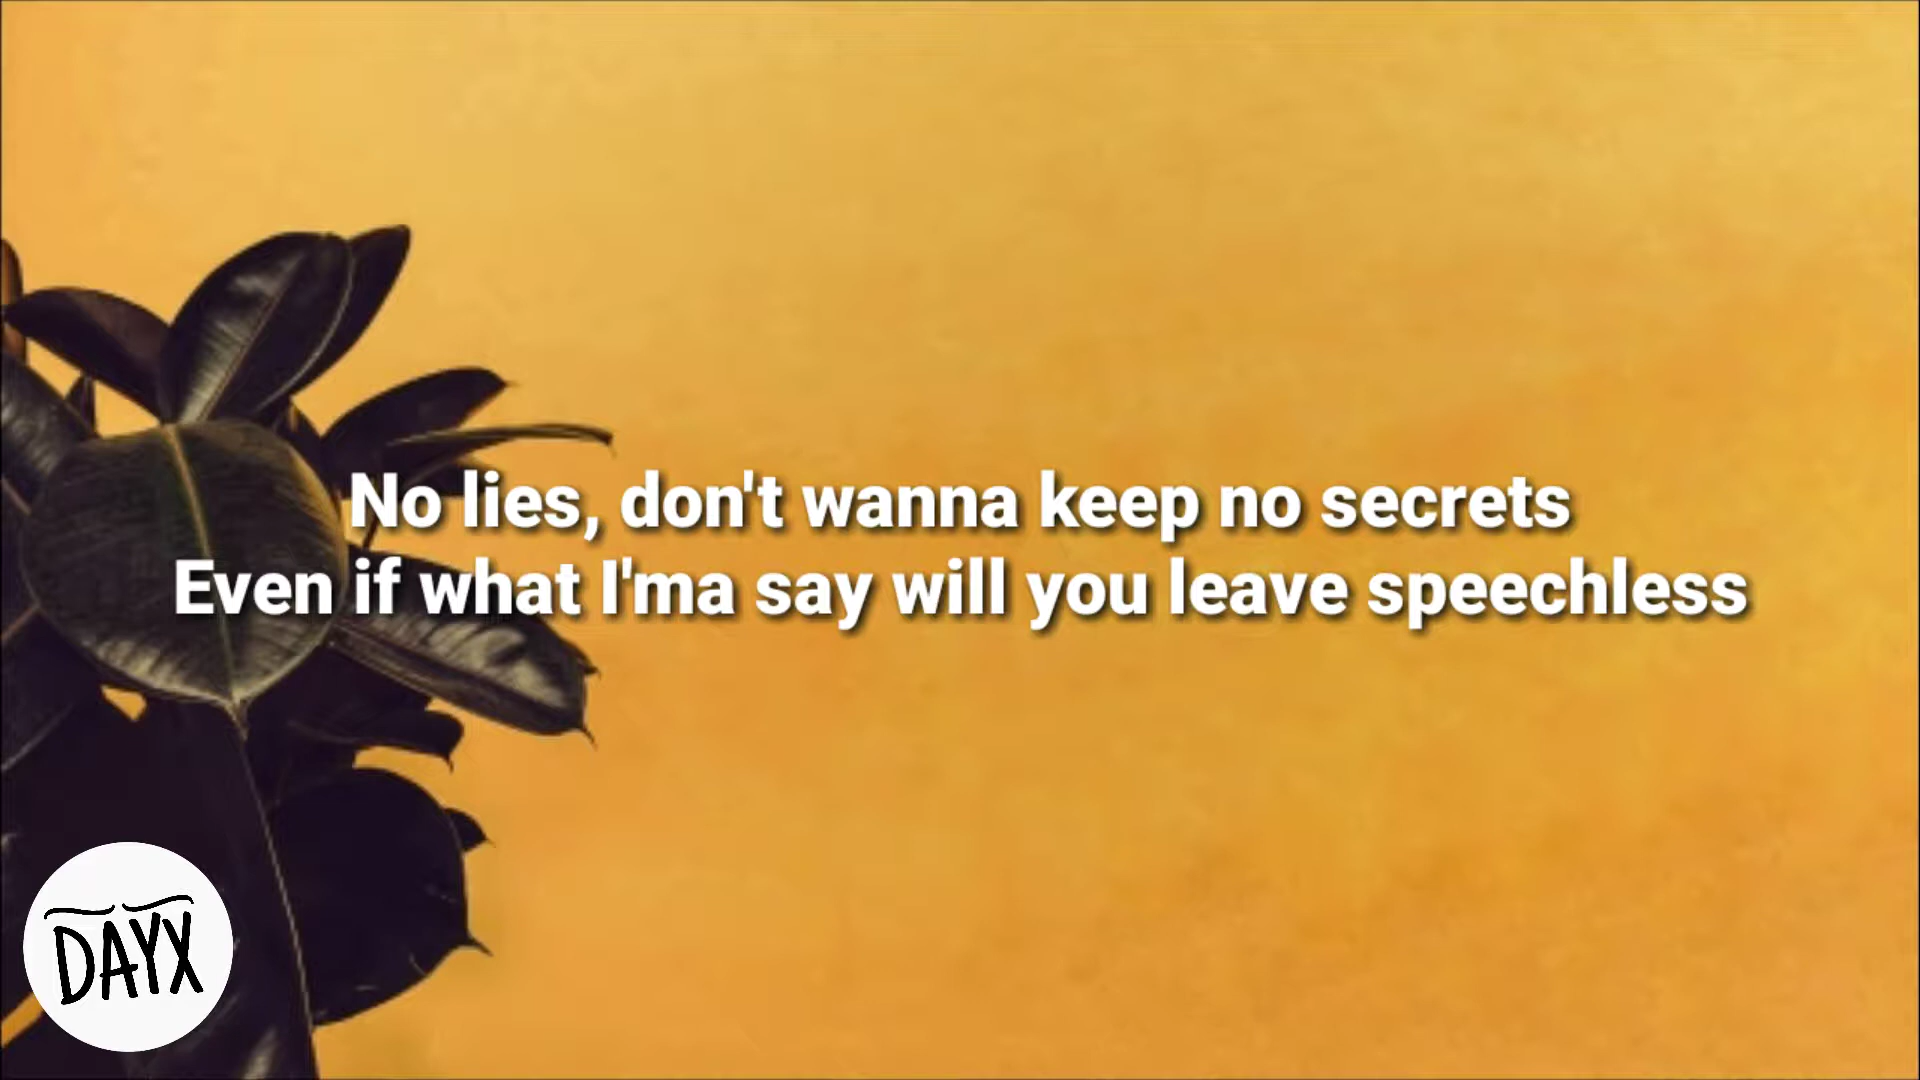 No lies, don't wanna keep no secrets
Even if what I'ma say will you leave speechless
DAYX